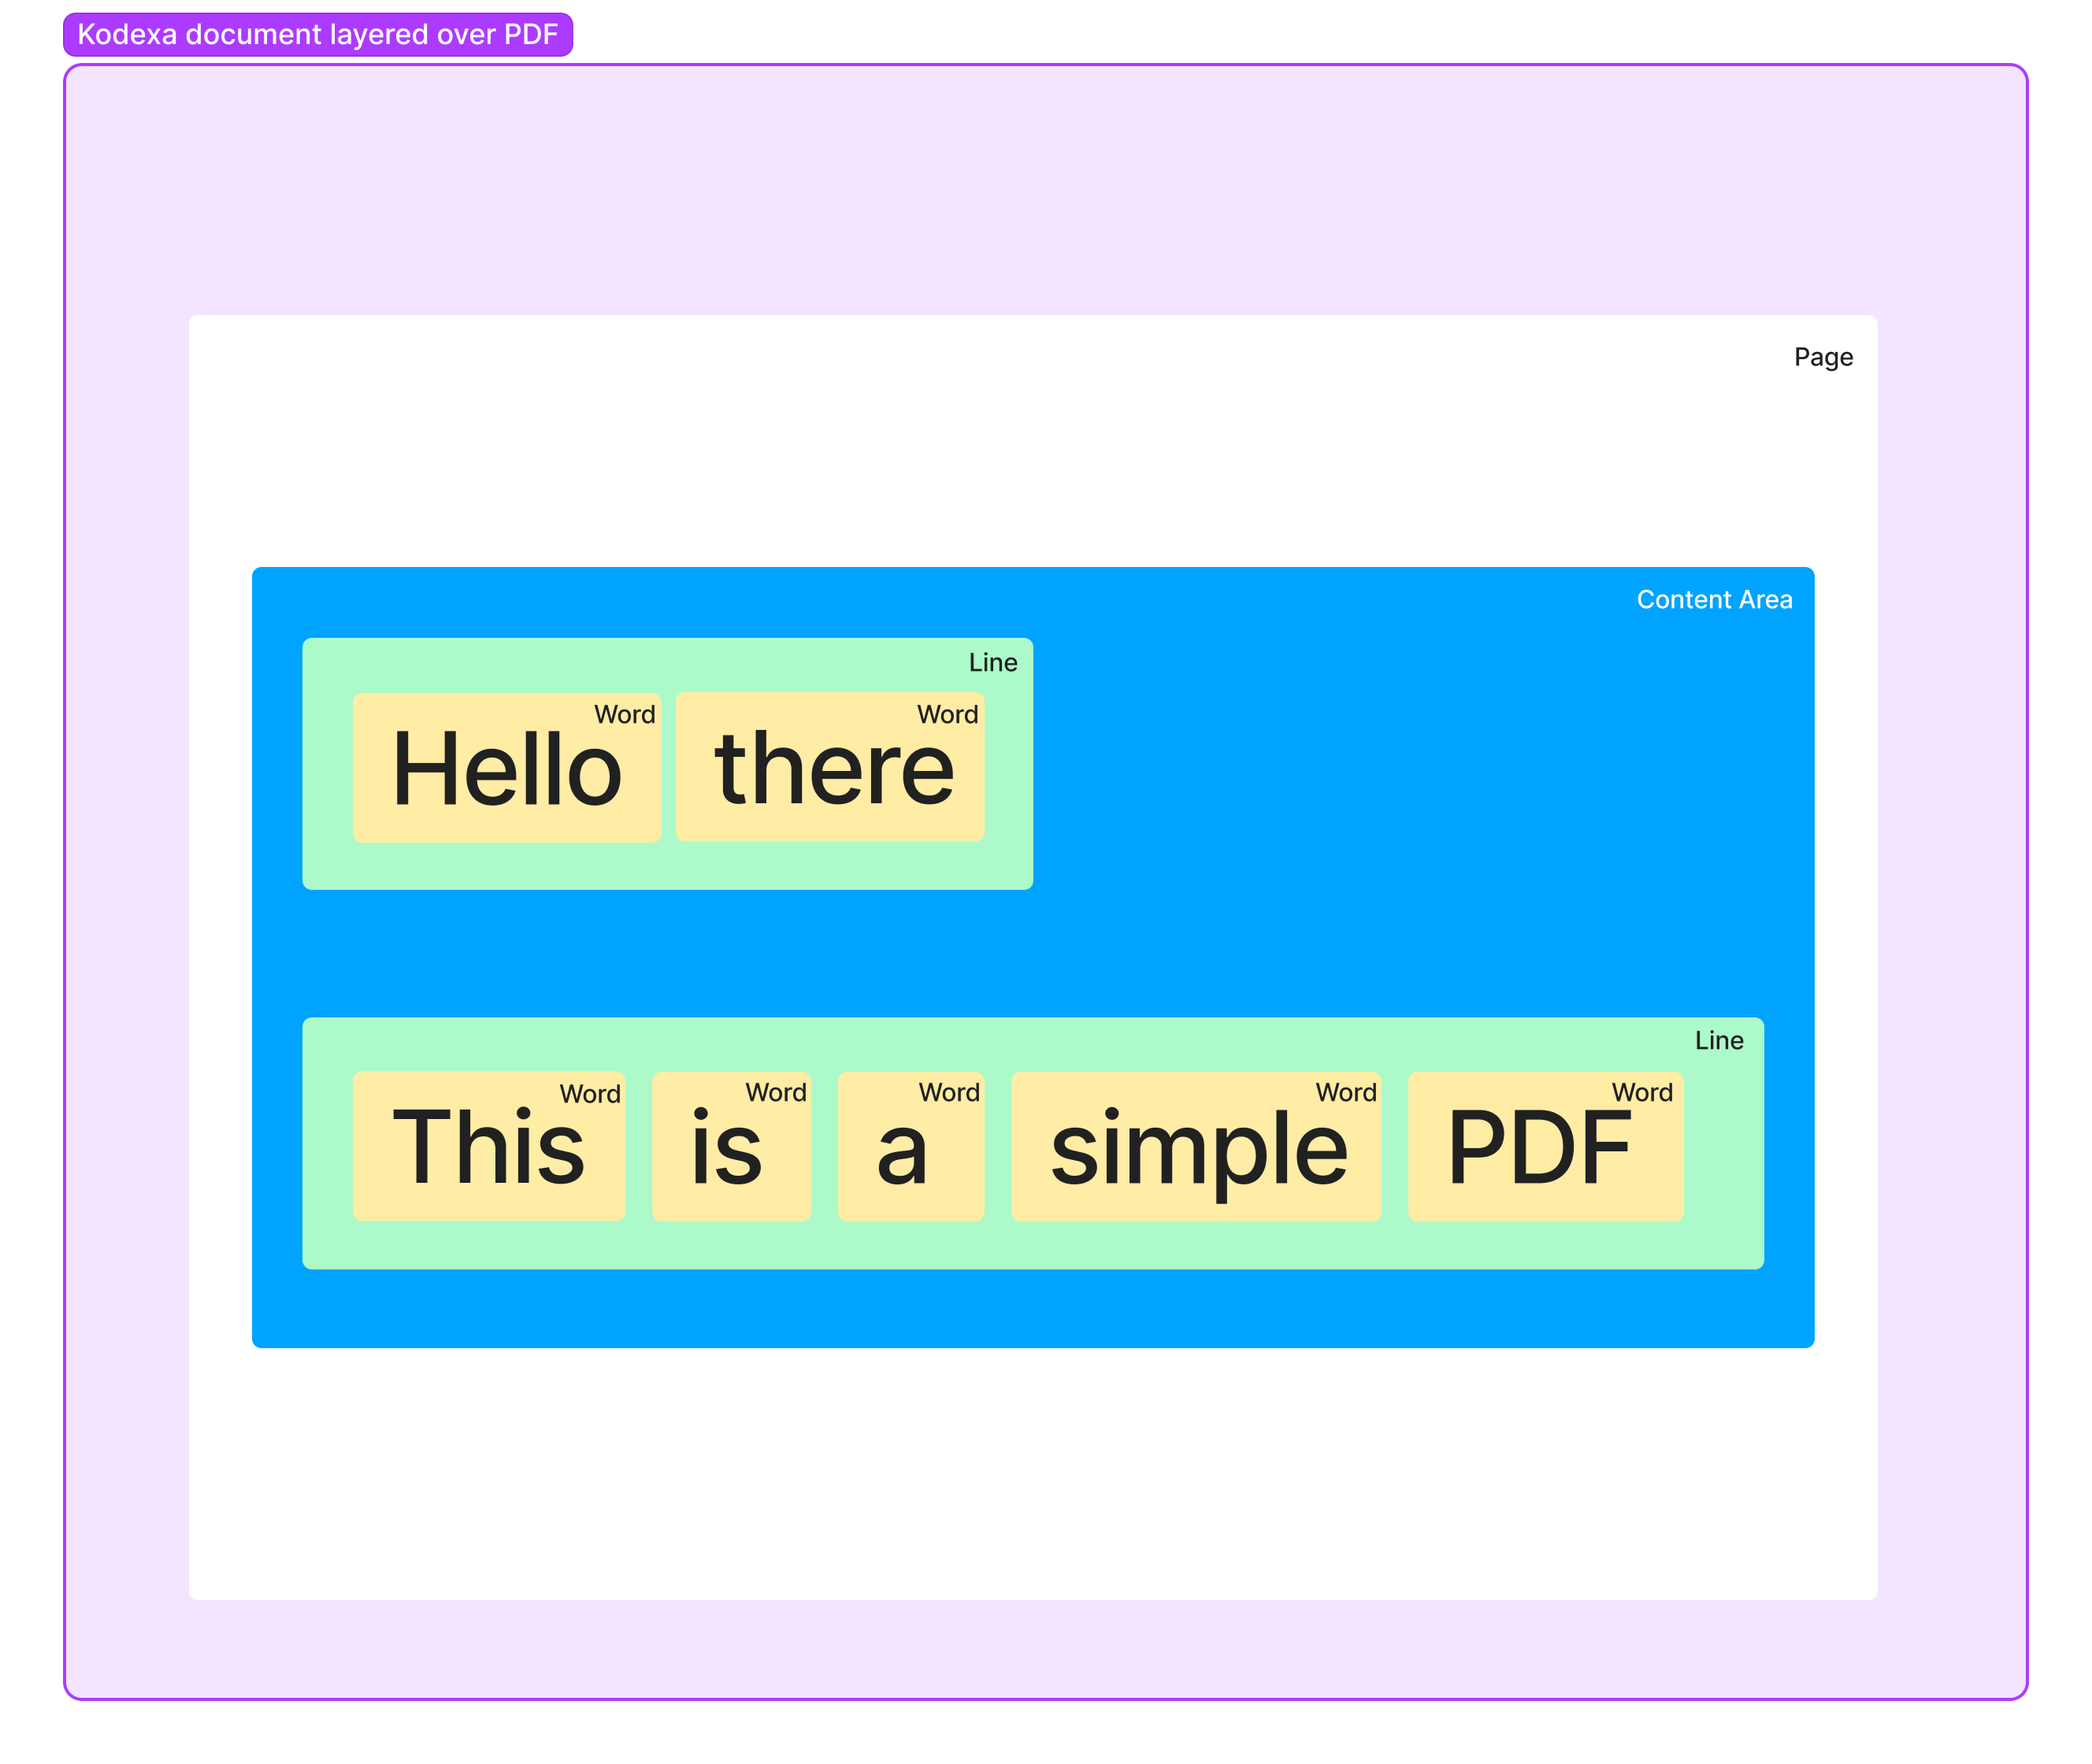 Kodexa document layered over PDF
Page
Content Area
Line
Word Word
Hello there
Line
Word Word Word Word Word
This is a simple PDF